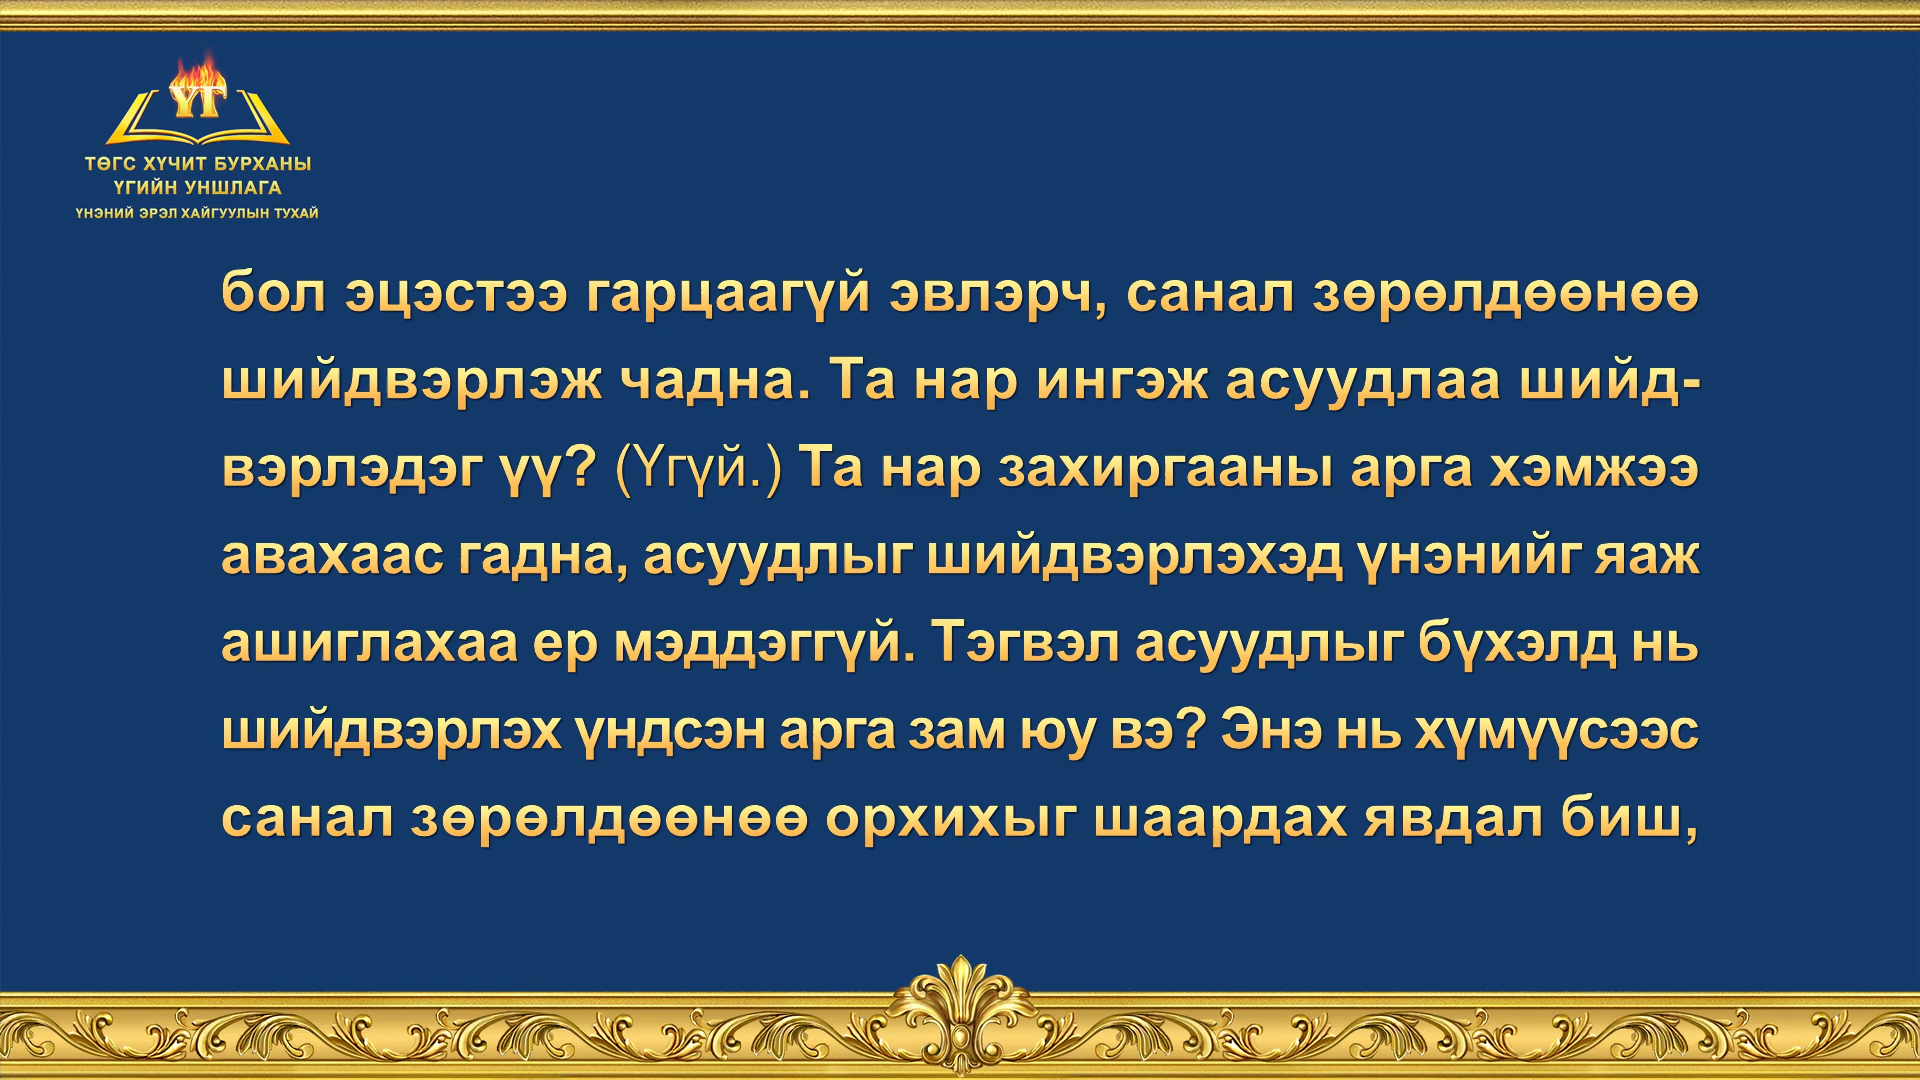 ҮГ
ТӨГС ХҮЧИТ БУРХАНЫ
ҮГИЙН УНШЛАГА
ҮНЭНИЙ ЭРЭЛ ХАЙГУУЛЫН ТУХАЙ
бол эцэстээ гарцаагүй эвлэрч, санал зөрөлдөөнөө
шийдвэрлэж чадна. Та нар ингэж асуудлаа шийд-
вэрлэдэг үү? (Үгүй.) Та нар захиргааны арга хэмжээ
авахаас гадна, асуудлыг шийдвэрлэхэд үнэнийг яаж
ашиглахаа ер мэддэггүй. Тэгвэл асуудлыг бүхэлд нь
шийдвэрлэх үндсэн арга зам юу вэ? Энэ нь хүмүүсээс
санал зөрөлдөөнөө орхихыг шаардах явдал биш,